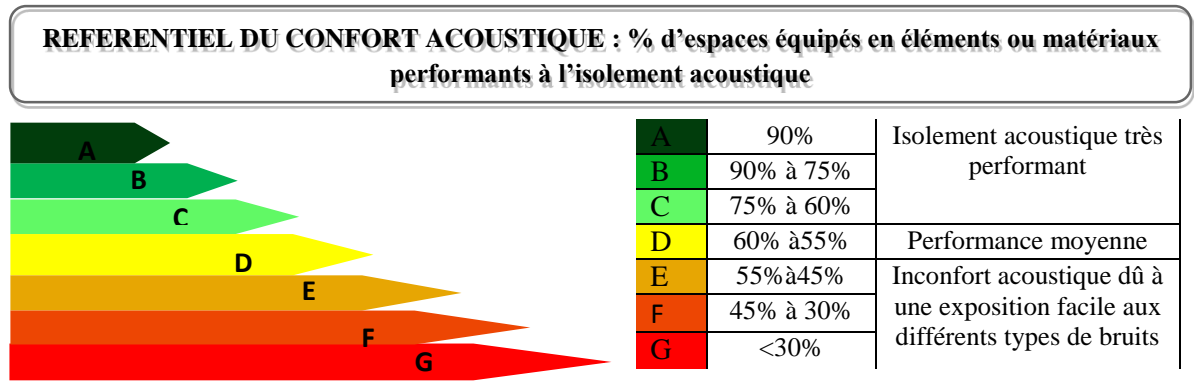 REFERENTIEL DU CONFORT ACOUSTIQUE : % d’espaces équipés en éléments ou matériaux
performants à l’isolement acoustique
A
B
C
D
E
F
G
A 90% Isolement acoustique très
performant
B 90% à 75%
C 75% à 60%
D 60% à55% Performance moyenne
E 55%à45% Inconfort acoustique dû à
une exposition facile aux
différents types de bruits
F 45% à 30%
G <30%